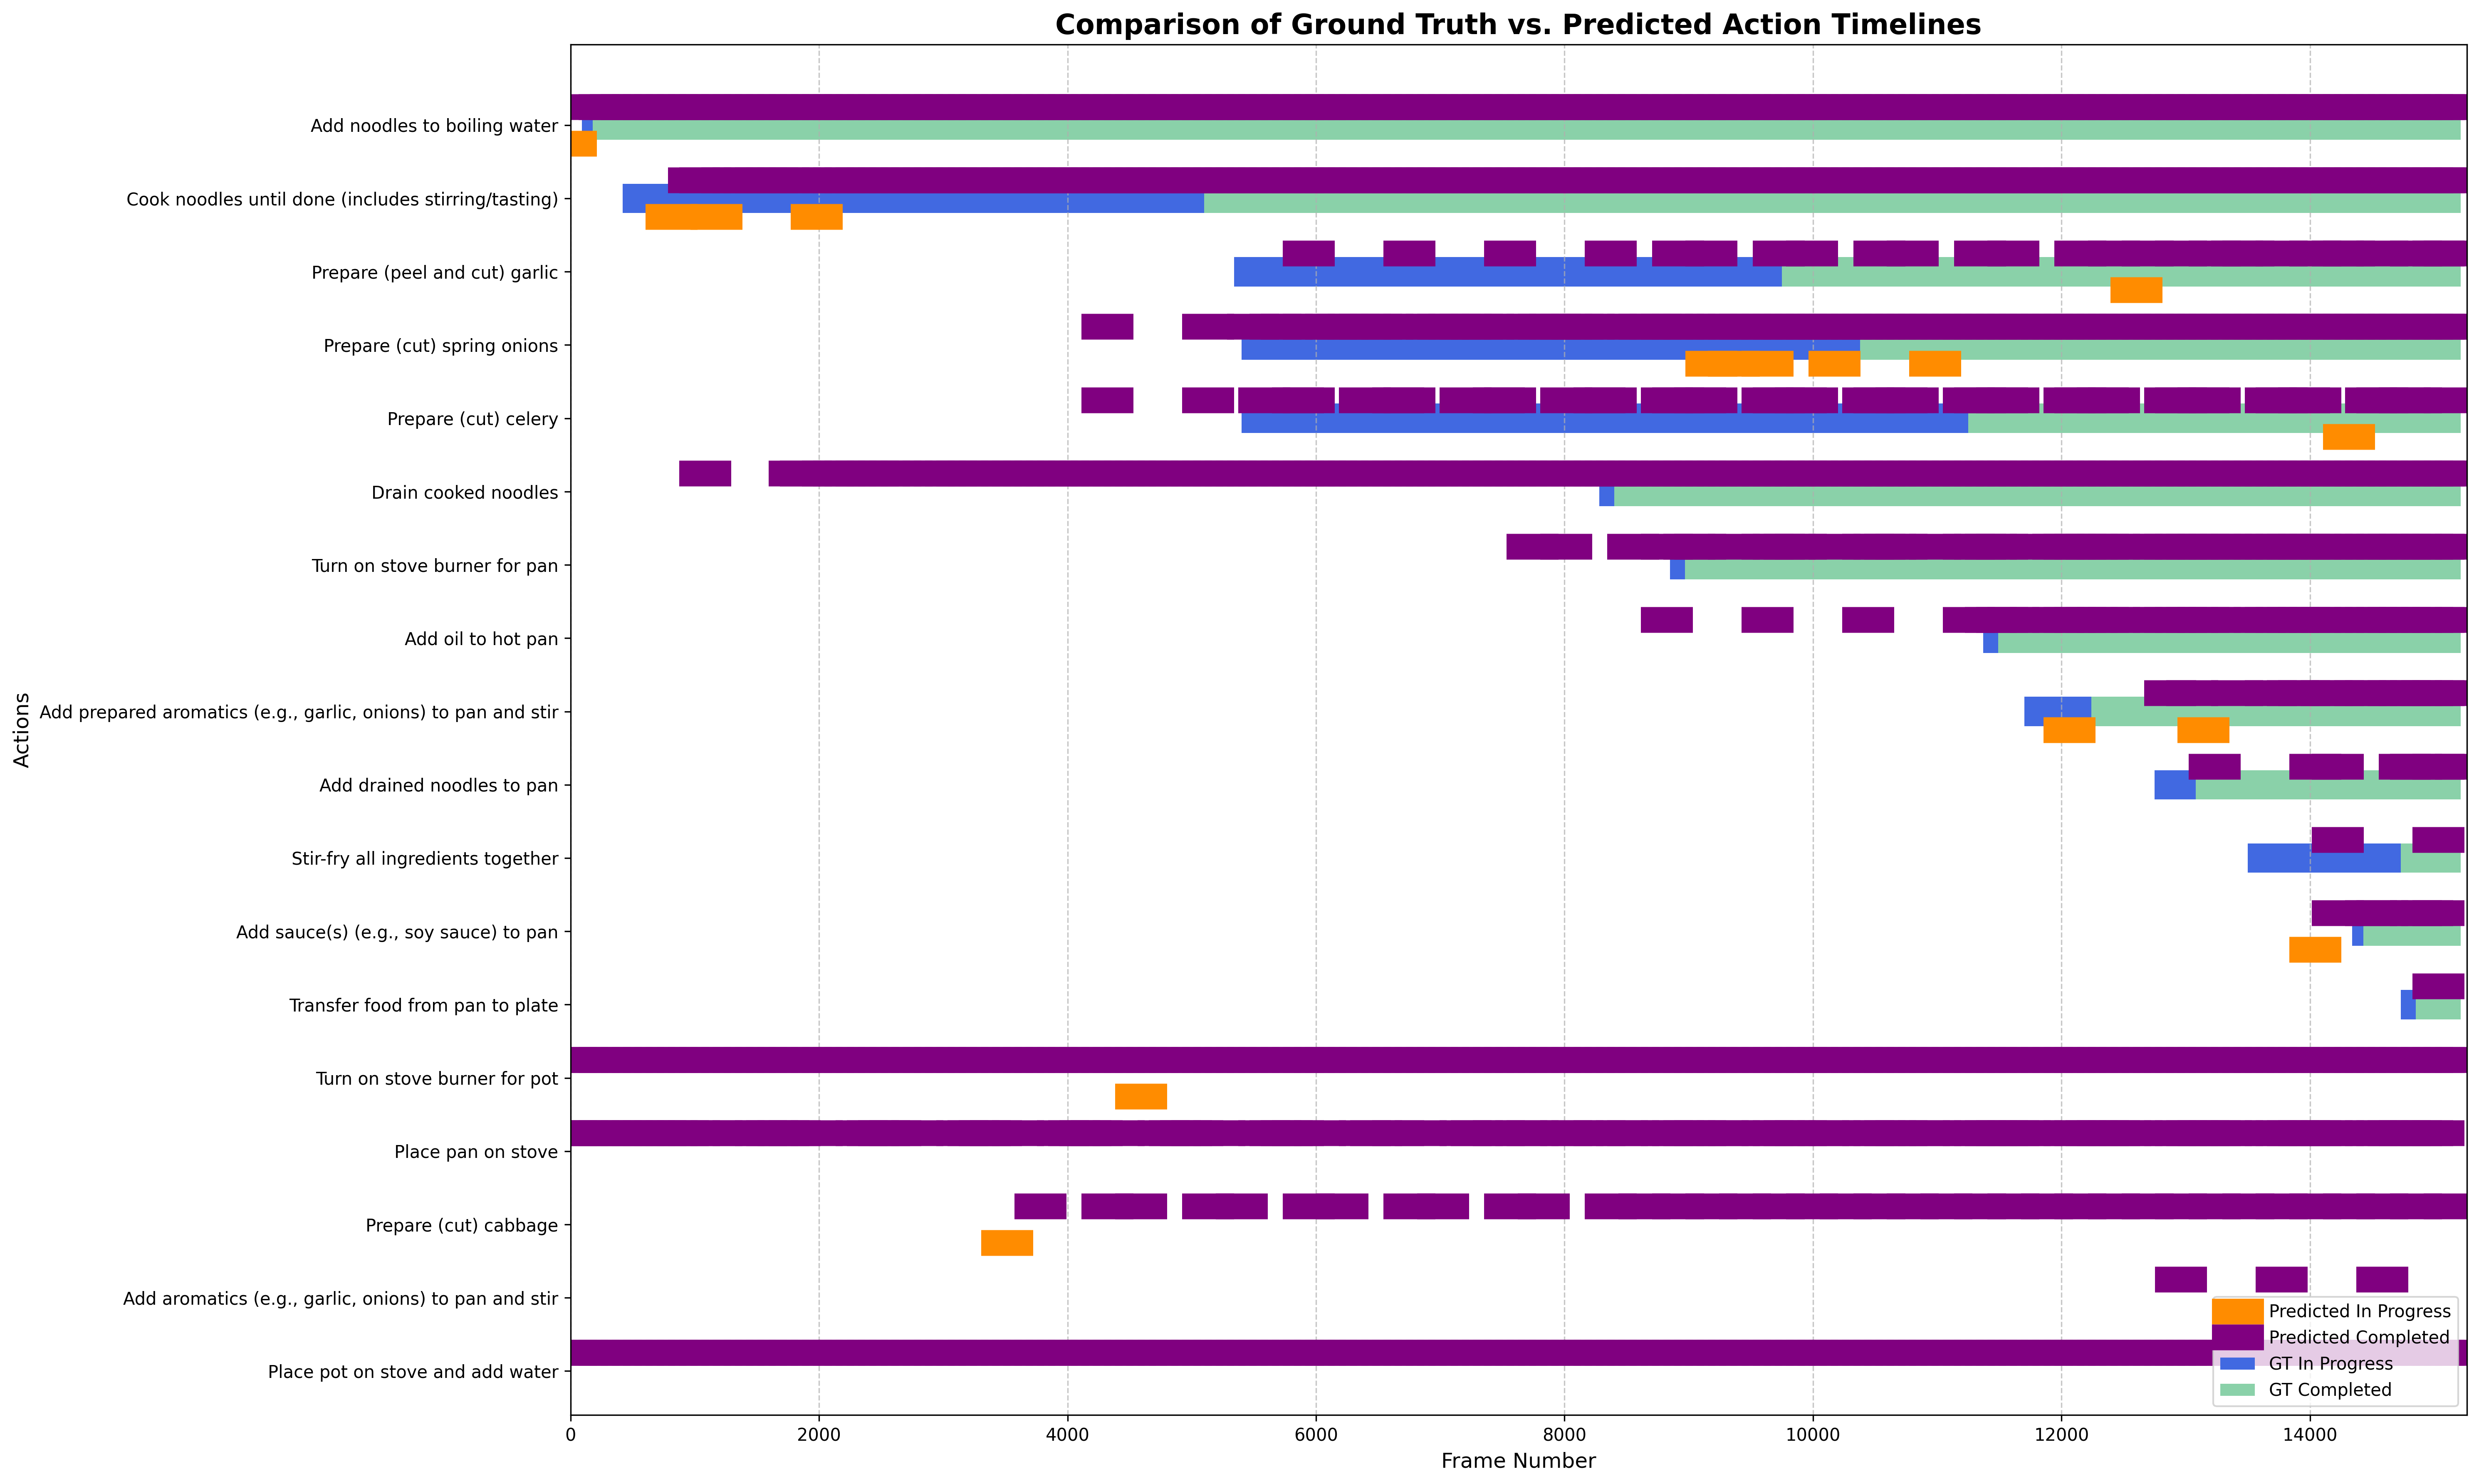 Comparison of Ground Truth vs. Predicted Action Timelines
Actions
Add noodles to boiling water
Cook noodles until done (includes stirring/tasting)
Prepare (peel and cut) garlic
Prepare (cut) spring onions
Prepare (cut) celery
Drain cooked noodles
Turn on stove burner for pan
Add oil to hot pan
Add prepared aromatics (e.g., garlic, onions) to pan and stir
Add drained noodles to pan
Stir-fry all ingredients together
Add sauce(s) (e.g., soy sauce) to pan
Transfer food from pan to plate
Turn on stove burner for pot
Place pan on stove
Prepare (cut) cabbage
Add aromatics (e.g., garlic, onions) to pan and stir
Place pot on stove and add water
Predicted In Progress
Predicted Completed
GT In Progress
GT Completed
0 2000 4000 6000 8000 10000 12000 14000
Frame Number